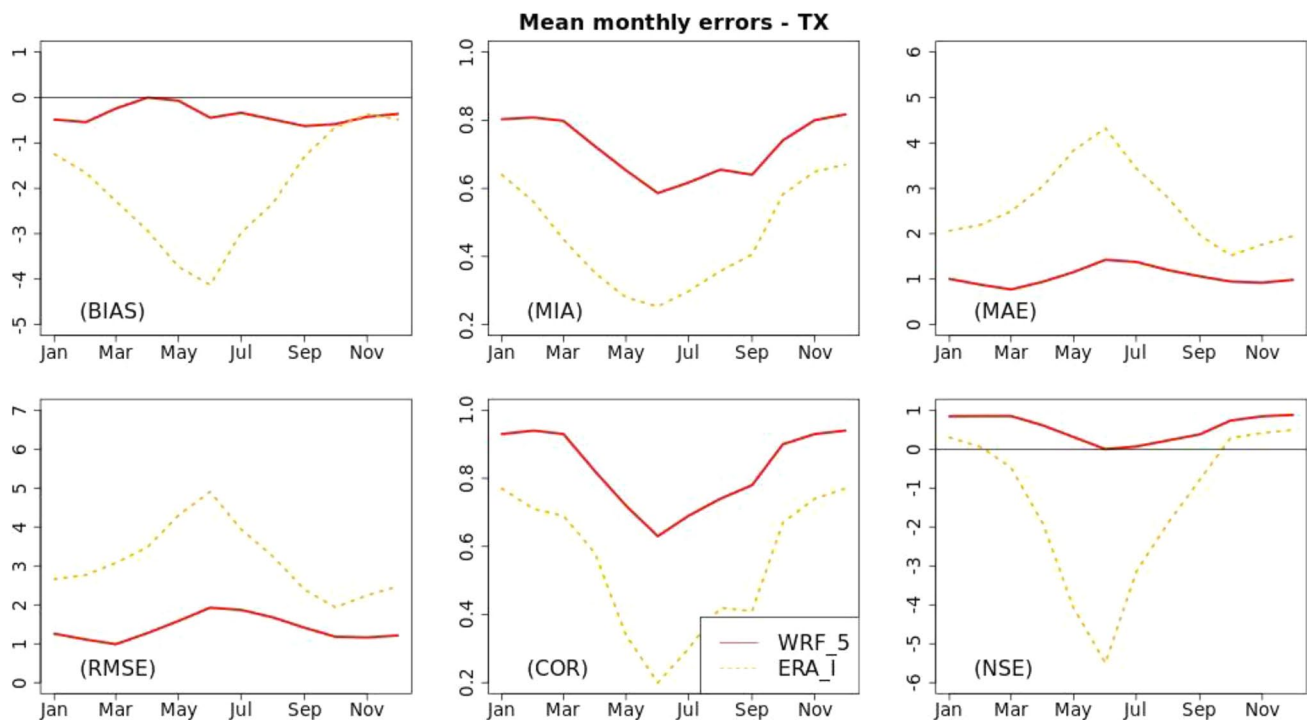 Mean monthly errors - TX
1
0
-1
-2
-3
-4
-5
(BIAS)
Jan Mar May Jul Sep Nov
1.0
0.8
0.6
0.4
0.2
(MIA)
Jan Mar May Jul Sep Nov
6
5
4
3
2
1
0
(MAE)
Jan Mar May Jul Sep Nov
7
6
5
4
3
2
1
0
(RMSE)
Jan Mar May Jul Sep Nov
1.0
0.8
0.6
0.4
0.2
(COR)
WRF_5
ERA_I
Jan Mar May Jul Sep Nov
1
0
-1
-2
-3
-4
-5
-6
(NSE)
Jan Mar May Jul Sep Nov